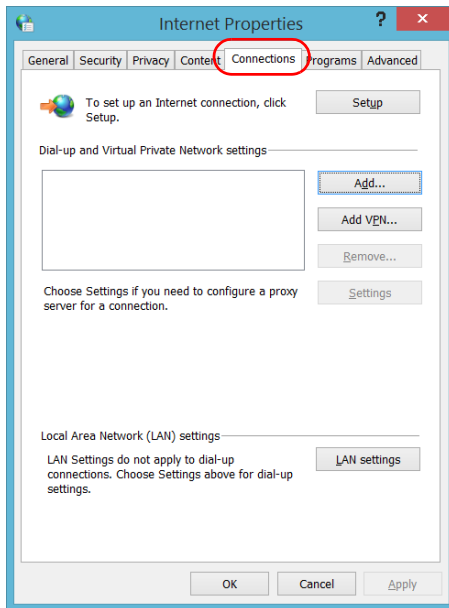 Internet Properties
?
×
General Security Privacy Content Connections Programs Advanced
To set up an Internet connection, click
Setup.
Setup
Dial-up and Virtual Private Network settings
Add...
Add VPN...
Remove...
Choose Settings if you need to configure a proxy
server for a connection.
Settings
Local Area Network (LAN) settings
LAN Settings do not apply to dial-up
connections. Choose Settings above for dial-up
settings.
LAN settings
OK Cancel Apply